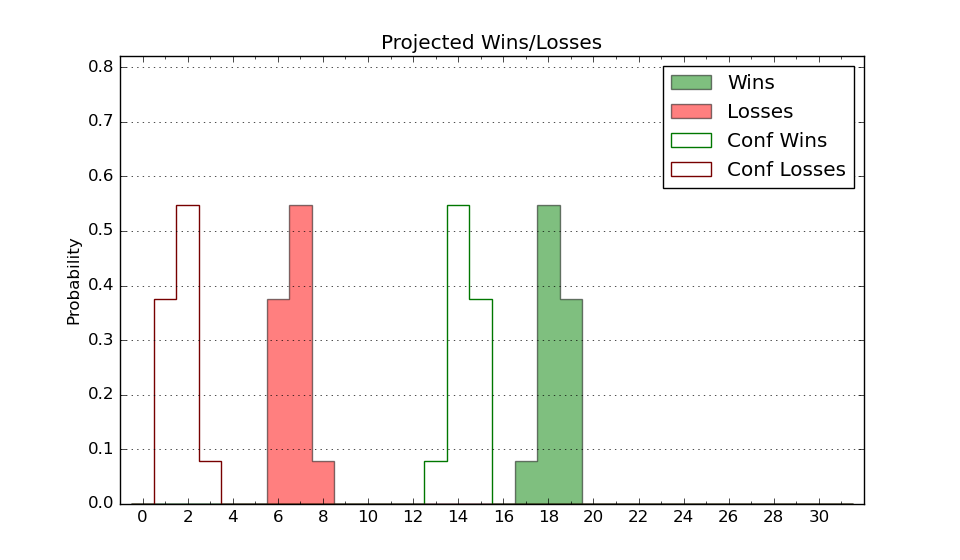 Projected Wins/Losses
0.8
0.7
0.6
0.5
0.4
0.3
0.2
0.1
0.0
Probability
Wins
Losses
Conf Wins
Conf Losses
0 2 4 6 8 10 12 14 16 18 20 22 24 26 28 30